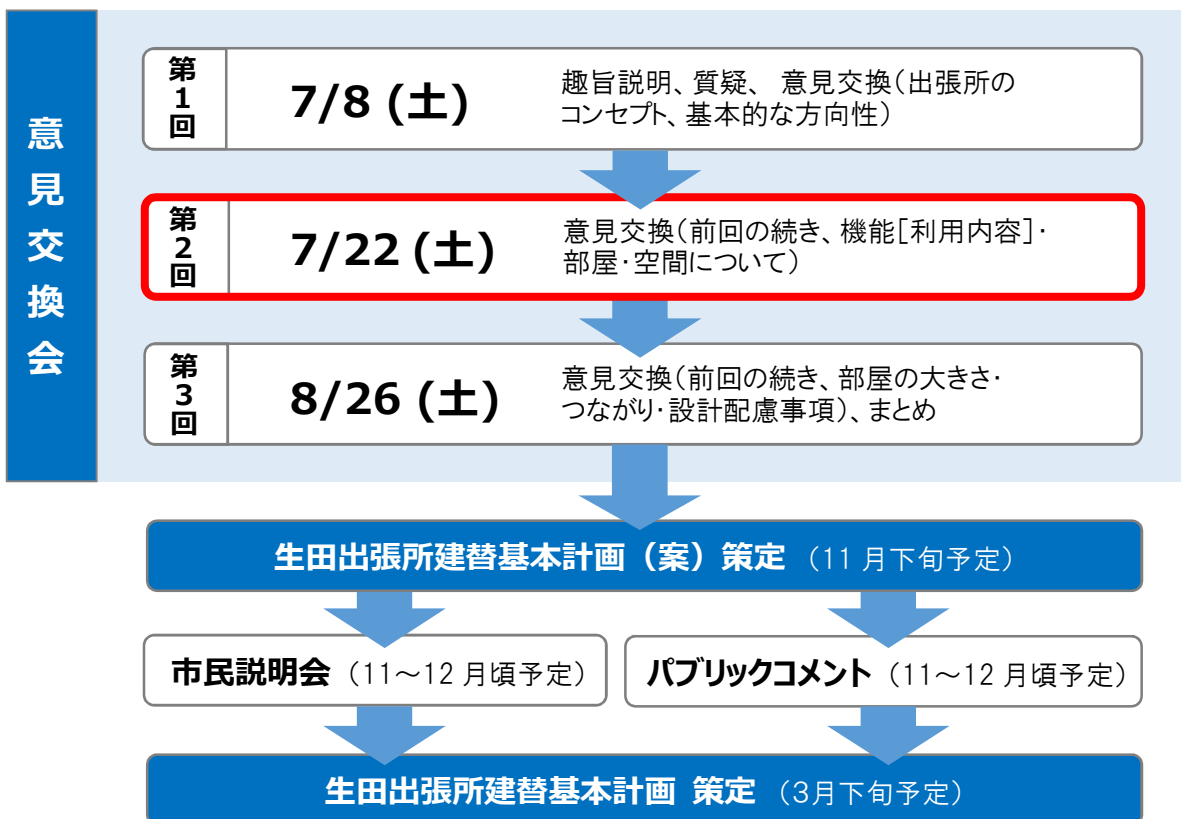 意見交換会
第1回
7/8 (土)
趣旨説明、質疑、 意見交換(出張所の
コンセプト、基本的な方向性)
第2回
7/22 (土)
意見交換(前回の続き、機能[利用内容]・
部屋・空間について)
第3回
8/26 (土)
意見交換(前回の続き、部屋の大きさ・
つながり・設計配慮事項)、まとめ
生田出張所建替基本計画(案)策定 (11 月下旬予定)
市民説明会 (11~12 月頃予定)
パブリックコメント (11~12 月頃予定)
生田出張所建替基本計画 策定 (3月下旬予定)